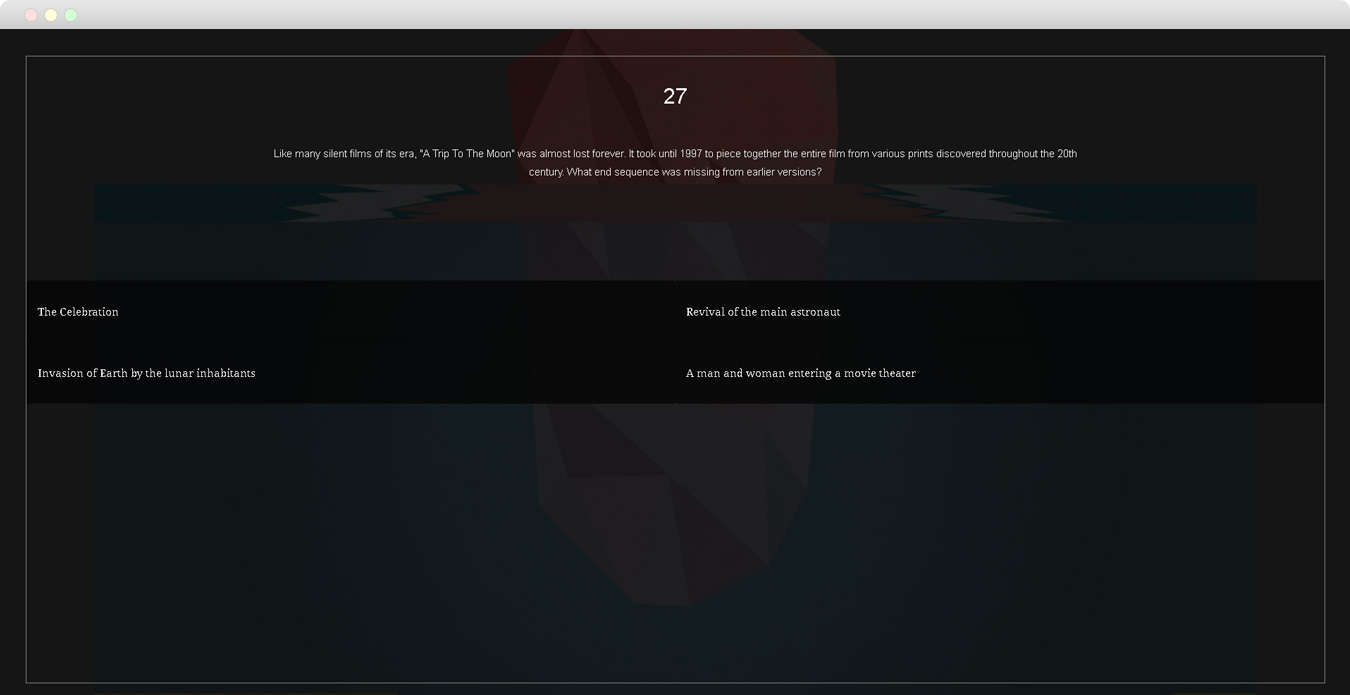 27
Like many silent films of its era, "A Trip To The Moon" was almost lost forever. It took until 1997 to piece together the entire film from various prints discovered throughout the 20th
century. What end sequence was missing from earlier versions?
The Celebration
Revival of the main astronaut
Invasion of Earth by the lunar inhabitants
A man and woman entering a movie theater